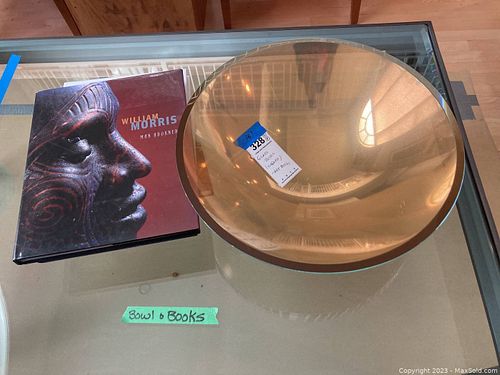 WILLIAM
MORRIS
MAN ADORNED
328
Bowl & Books
Copyright 2023 - MaxSold.com